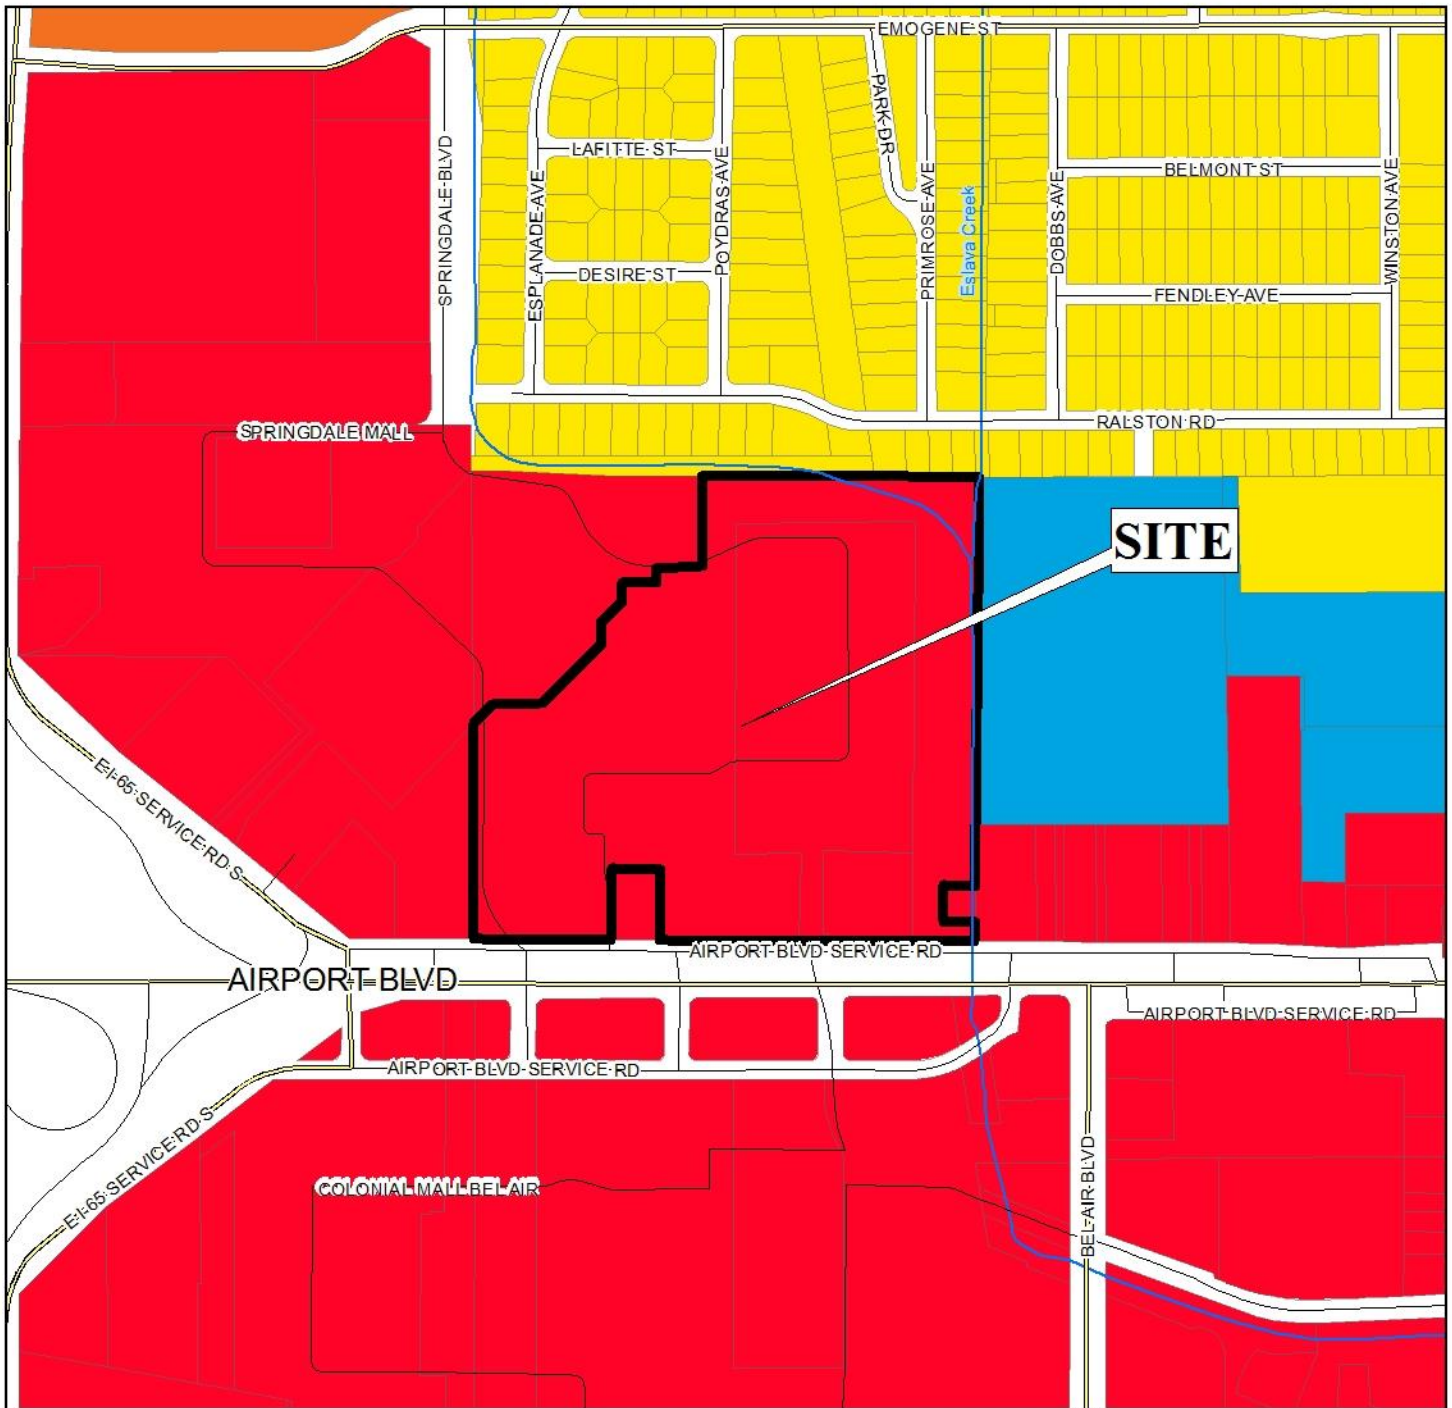 EMOGENE ST
PARK DR
SPRINGDALE BLVD
LAFITTE ST
BELMONT ST
ESPLANADE AVE
POYDRAS AVE
PRIMROSE AVE
Eslava Creek
DOBBS AVE
WINSTON AVE
DESIRE ST
FENDLEY AVE
RALSTON RD
SPRINGDALE MALL
SITE
E I-65 SERVICE RD S
AIRPORT BLVD SERVICE RD
AIRPORT BLVD
AIRPORT BLVD SERVICE RD
AIRPORT BLVD SERVICE RD
E I-65 SERVICE RD S
COLONIAL MALL BEL AIR
BEL AIR BLVD